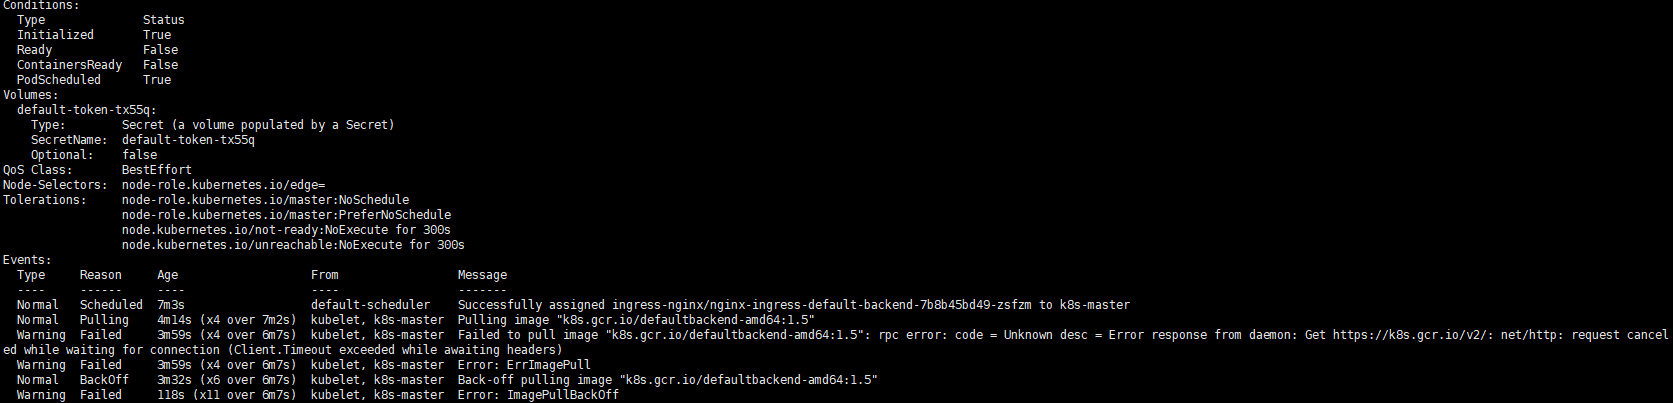 Conditions:
  Type              Status
  Initialized       True
  Ready             False
  ContainersReady   False
  PodScheduled      True
Volumes:
  default-token-tx55q:
    Type:        Secret (a volume populated by a Secret)
    SecretName:  default-token-tx55q
    Optional:    false
QoS Class:       BestEffort
Node-Selectors:  node-role.kubernetes.io/edge=
Tolerations:     node-role.kubernetes.io/master:NoSchedule
                 node-role.kubernetes.io/master:PreferNoSchedule
                 node.kubernetes.io/not-ready:NoExecute for 300s
                 node.kubernetes.io/unreachable:NoExecute for 300s
Events:
  Type     Reason     Age                   From                 Message
  ----     ------     ----                  ----                 -------
  Normal   Scheduled  7m3s                  default-scheduler    Successfully assigned ingress-nginx/nginx-ingress-default-backend-7b8b45bd49-zsfzm to k8s-master
  Normal   Pulling    4m14s (x4 over 7m2s)  kubelet, k8s-master  Pulling image "k8s.gcr.io/defaultbackend-amd64:1.5"
  Warning  Failed     3m59s (x4 over 6m7s)  kubelet, k8s-master  Failed to pull image "k8s.gcr.io/defaultbackend-amd64:1.5": rpc error: code = Unknown desc = Error response from daemon: Get https://k8s.gcr.io/v2/: net/http: request cancel
ed while waiting for connection (Client.Timeout exceeded while awaiting headers)
  Warning  Failed     3m59s (x4 over 6m7s)  kubelet, k8s-master  Error: ErrImagePull
  Normal   BackOff    3m32s (x6 over 6m7s)  kubelet, k8s-master  Back-off pulling image "k8s.gcr.io/defaultbackend-amd64:1.5"
  Warning  Failed     118s (x11 over 6m7s)  kubelet, k8s-master  Error: ImagePullBackOff